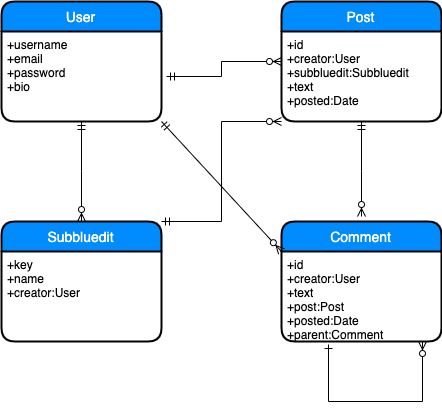 User
+username
+email
+password
+bio
Post
+id
+creator:User
+subbluedit:Subbluedit
+text
+posted:Date
Subbluedit
+key
+name
+creator:User
Comment
+id
+creator:User
+text
+post:Post
+posted:Date
+parent:Comment